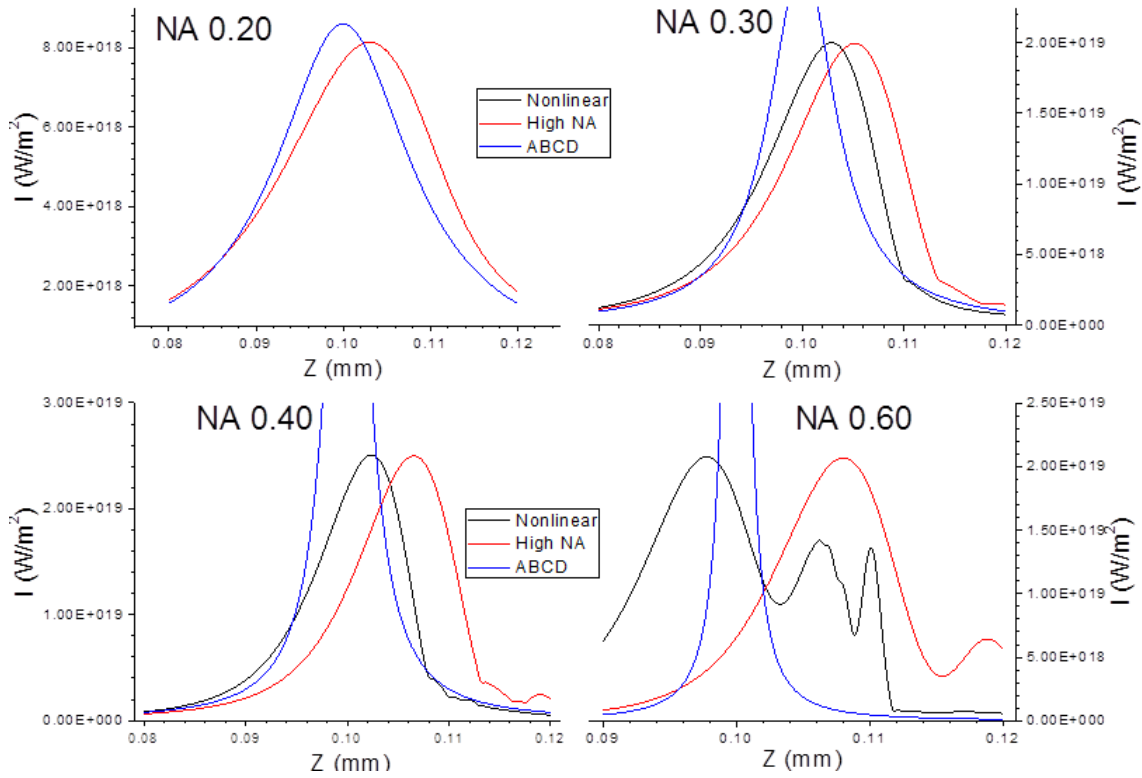 NA 0.20
I (W/m²)
8.00E+018
6.00E+018
4.00E+018
2.00E+018
0.08
0.09
0.10
0.11
0.12
Z (mm)
Nonlinear
High NA
ABCD
NA 0.30
2.00E+019
1.50E+019
1.00E+019
5.00E+018
0.00E+000
I (W/m²)
0.08
0.09
0.10
0.11
0.12
Z (mm)
NA 0.40
I (W/m²)
3.00E+019
2.00E+019
1.00E+019
0.00E+000
0.08
0.09
0.10
0.11
0.12
Z (mm)
Nonlinear
High NA
ABCD
NA 0.60
2.50E+019
2.00E+019
1.50E+019
1.00E+019
5.00E+018
0.00E+000
I (W/m²)
0.09
0.10
0.11
0.12
Z (mm)